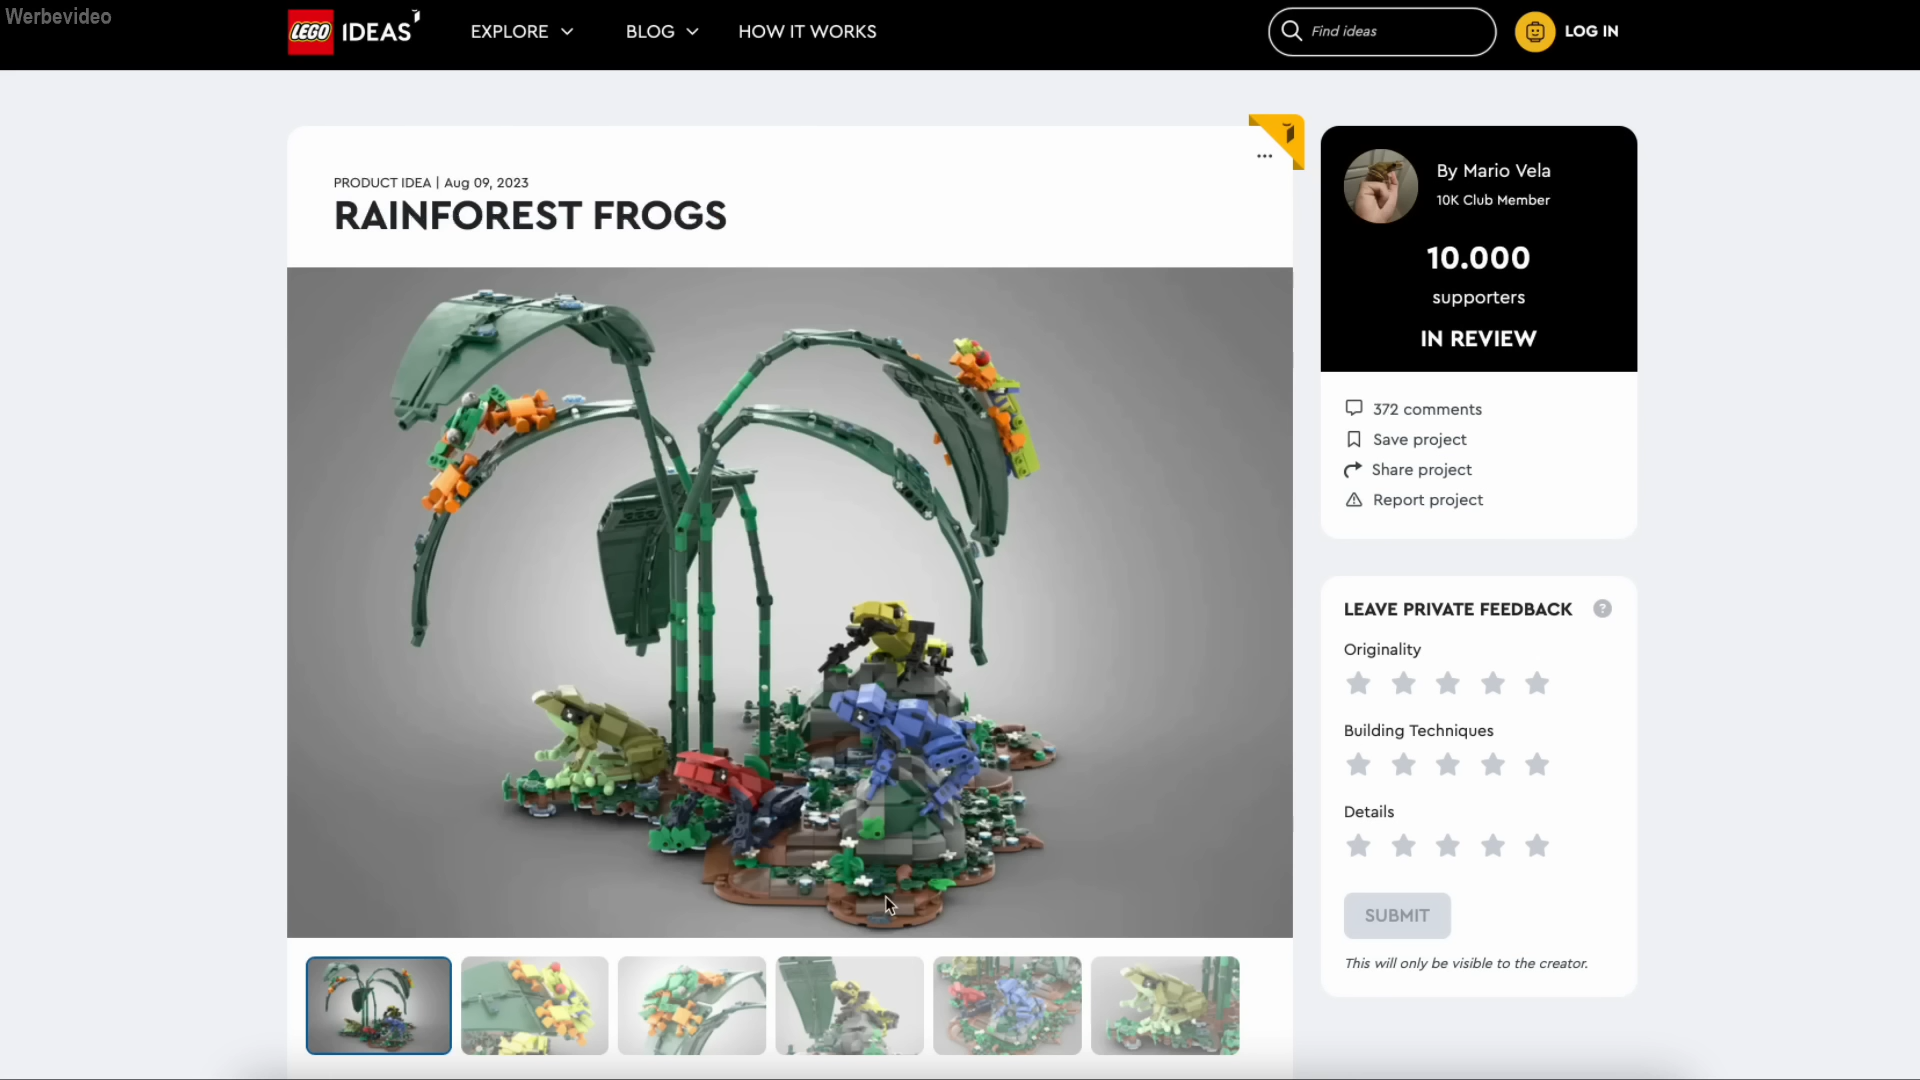 Werbevideo
LEGO IDEAS
EXPLORE
BLOG
HOW IT WORKS
Find ideas
LOG IN
PRODUCT IDEA | Aug 09, 2023
RAINFOREST FROGS
By Mario Vela
10K Club Member
10.000
supporters
IN REVIEW
372 comments
Save project
Share project
Report project
LEAVE PRIVATE FEEDBACK ?
Originality
Building Techniques
Details
SUBMIT
This will only be visible to the creator.